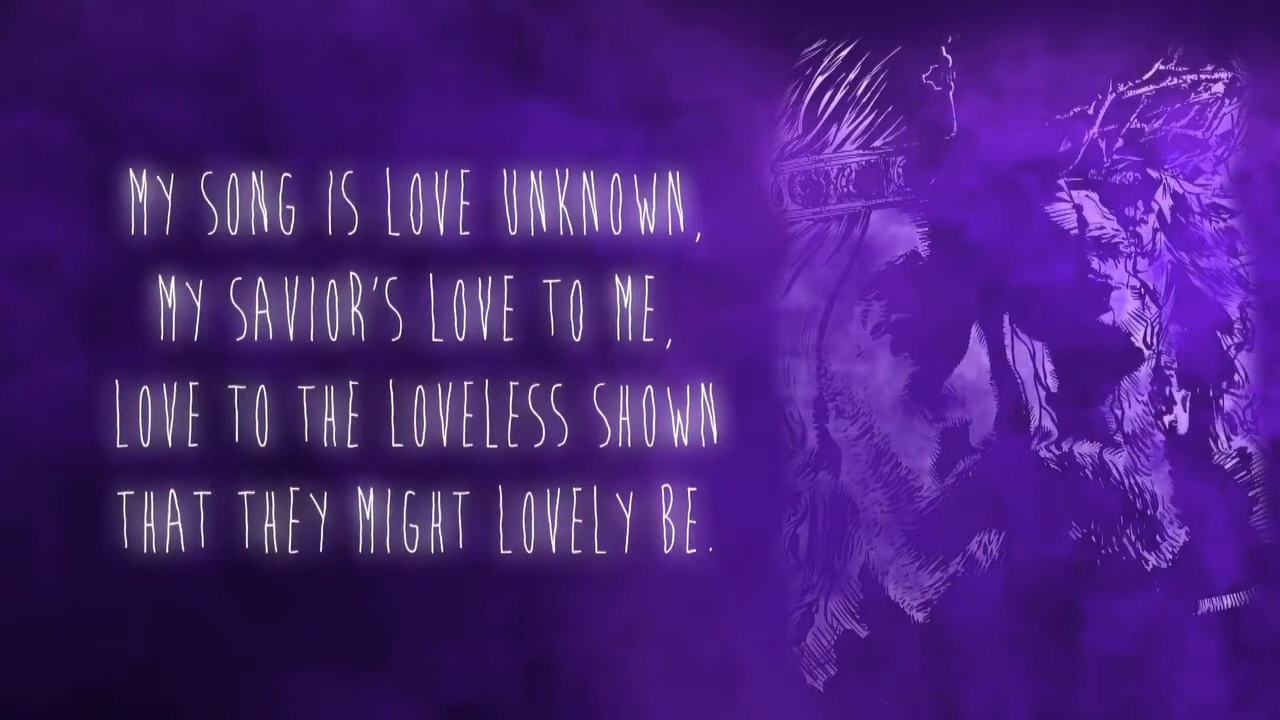 MY SONG IS LOVE UNKNOWN,
MY SAVIOR'S LOVE TO ME,
LOVE TO THE LOVELESS SHOWN
THAT THEY MIGHT LOVELY BE.